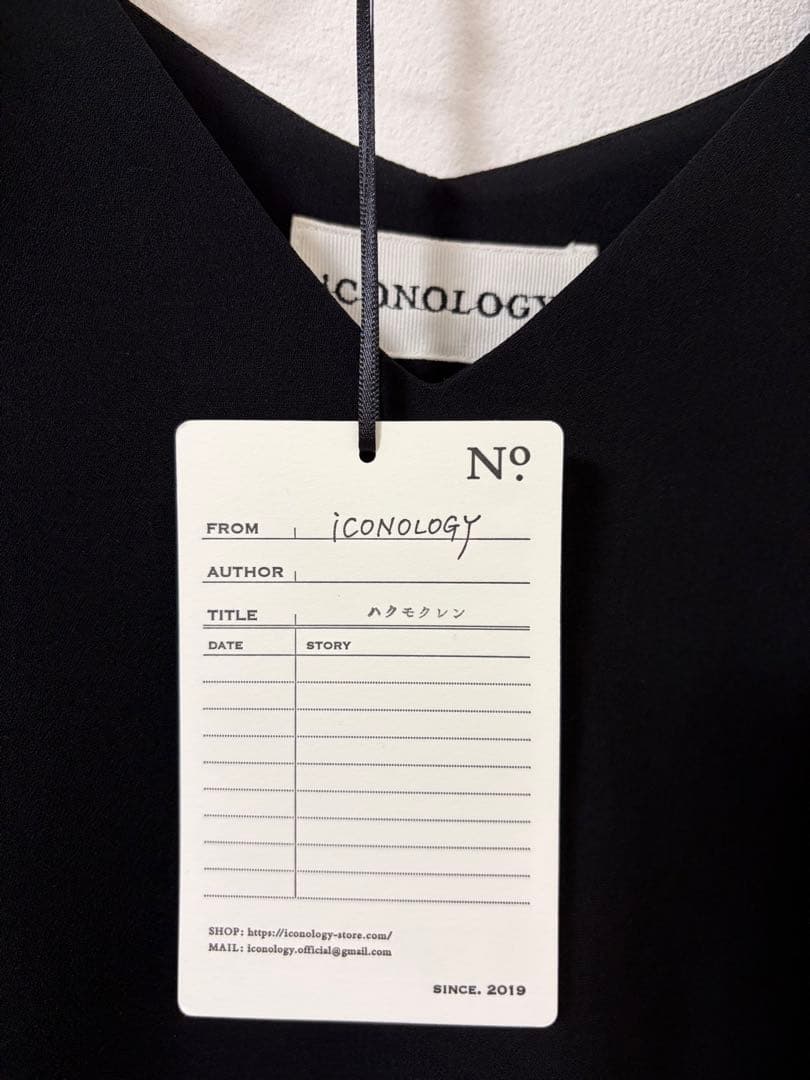 iCONOLOGY
Nº.
FROM iCONOLOGY
AUTHOR
TITLE ハクモクレン
DATE STORY
SHOP: https://iconology-store.com/
MAIL: iconology.official@gmail.com
SINCE. 2019